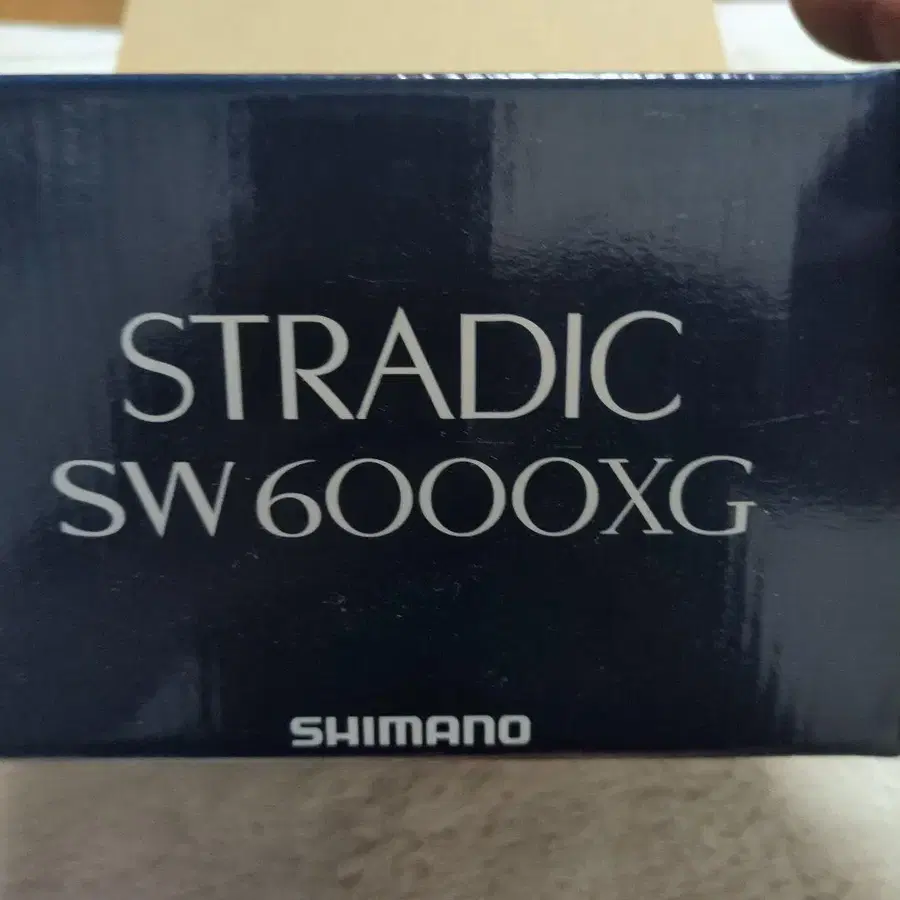 STRADIC
SW 6000XG
SHIMANO